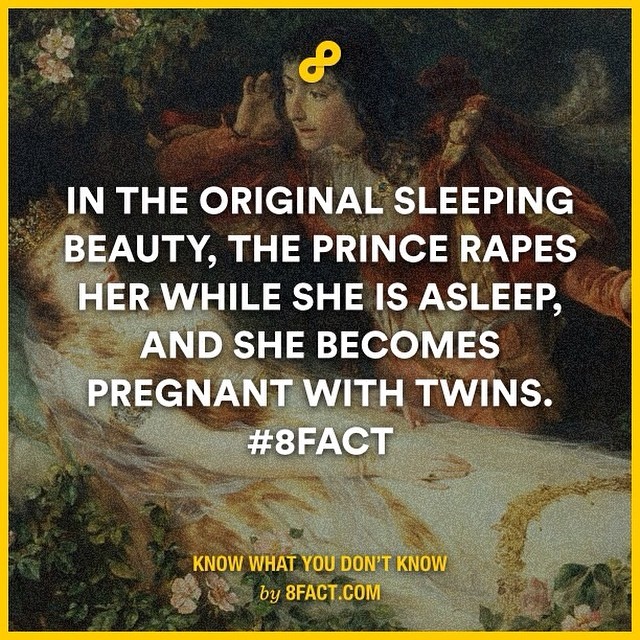 IN THE ORIGINAL SLEEPING
BEAUTY, THE PRINCE RAPES
HER WHILE SHE IS ASLEEP,
AND SHE BECOMES
PREGNANT WITH TWINS.
#8FACT
KNOW WHAT YOU DON'T KNOW
by 8FACT.COM